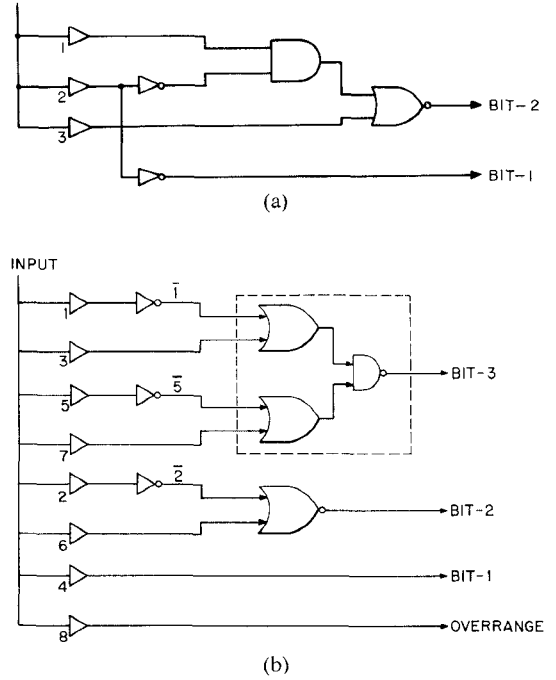 1
2
3
BIT-2
BIT-1
(a)
INPUT
1
1̅
3
BIT-3
5
5̅
7
2
2̅
BIT-2
6
4
BIT-1
8
OVERRANGE
(b)